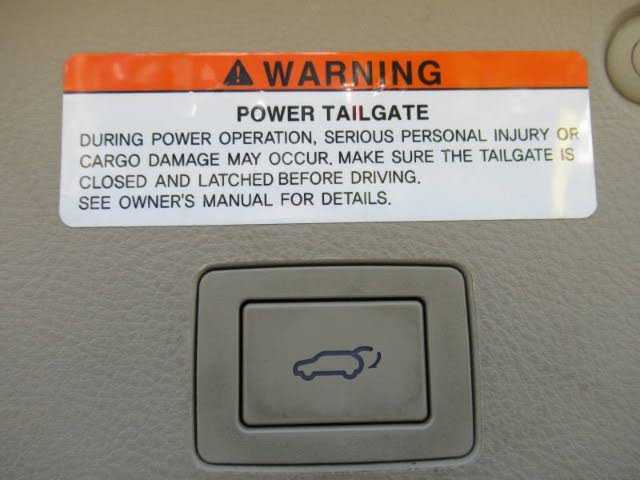 WARNING
POWER TAILGATE
DURING POWER OPERATION, SERIOUS PERSONAL INJURY OR
CARGO DAMAGE MAY OCCUR. MAKE SURE THE TAILGATE IS
CLOSED AND LATCHED BEFORE DRIVING.
SEE OWNER'S MANUAL FOR DETAILS.